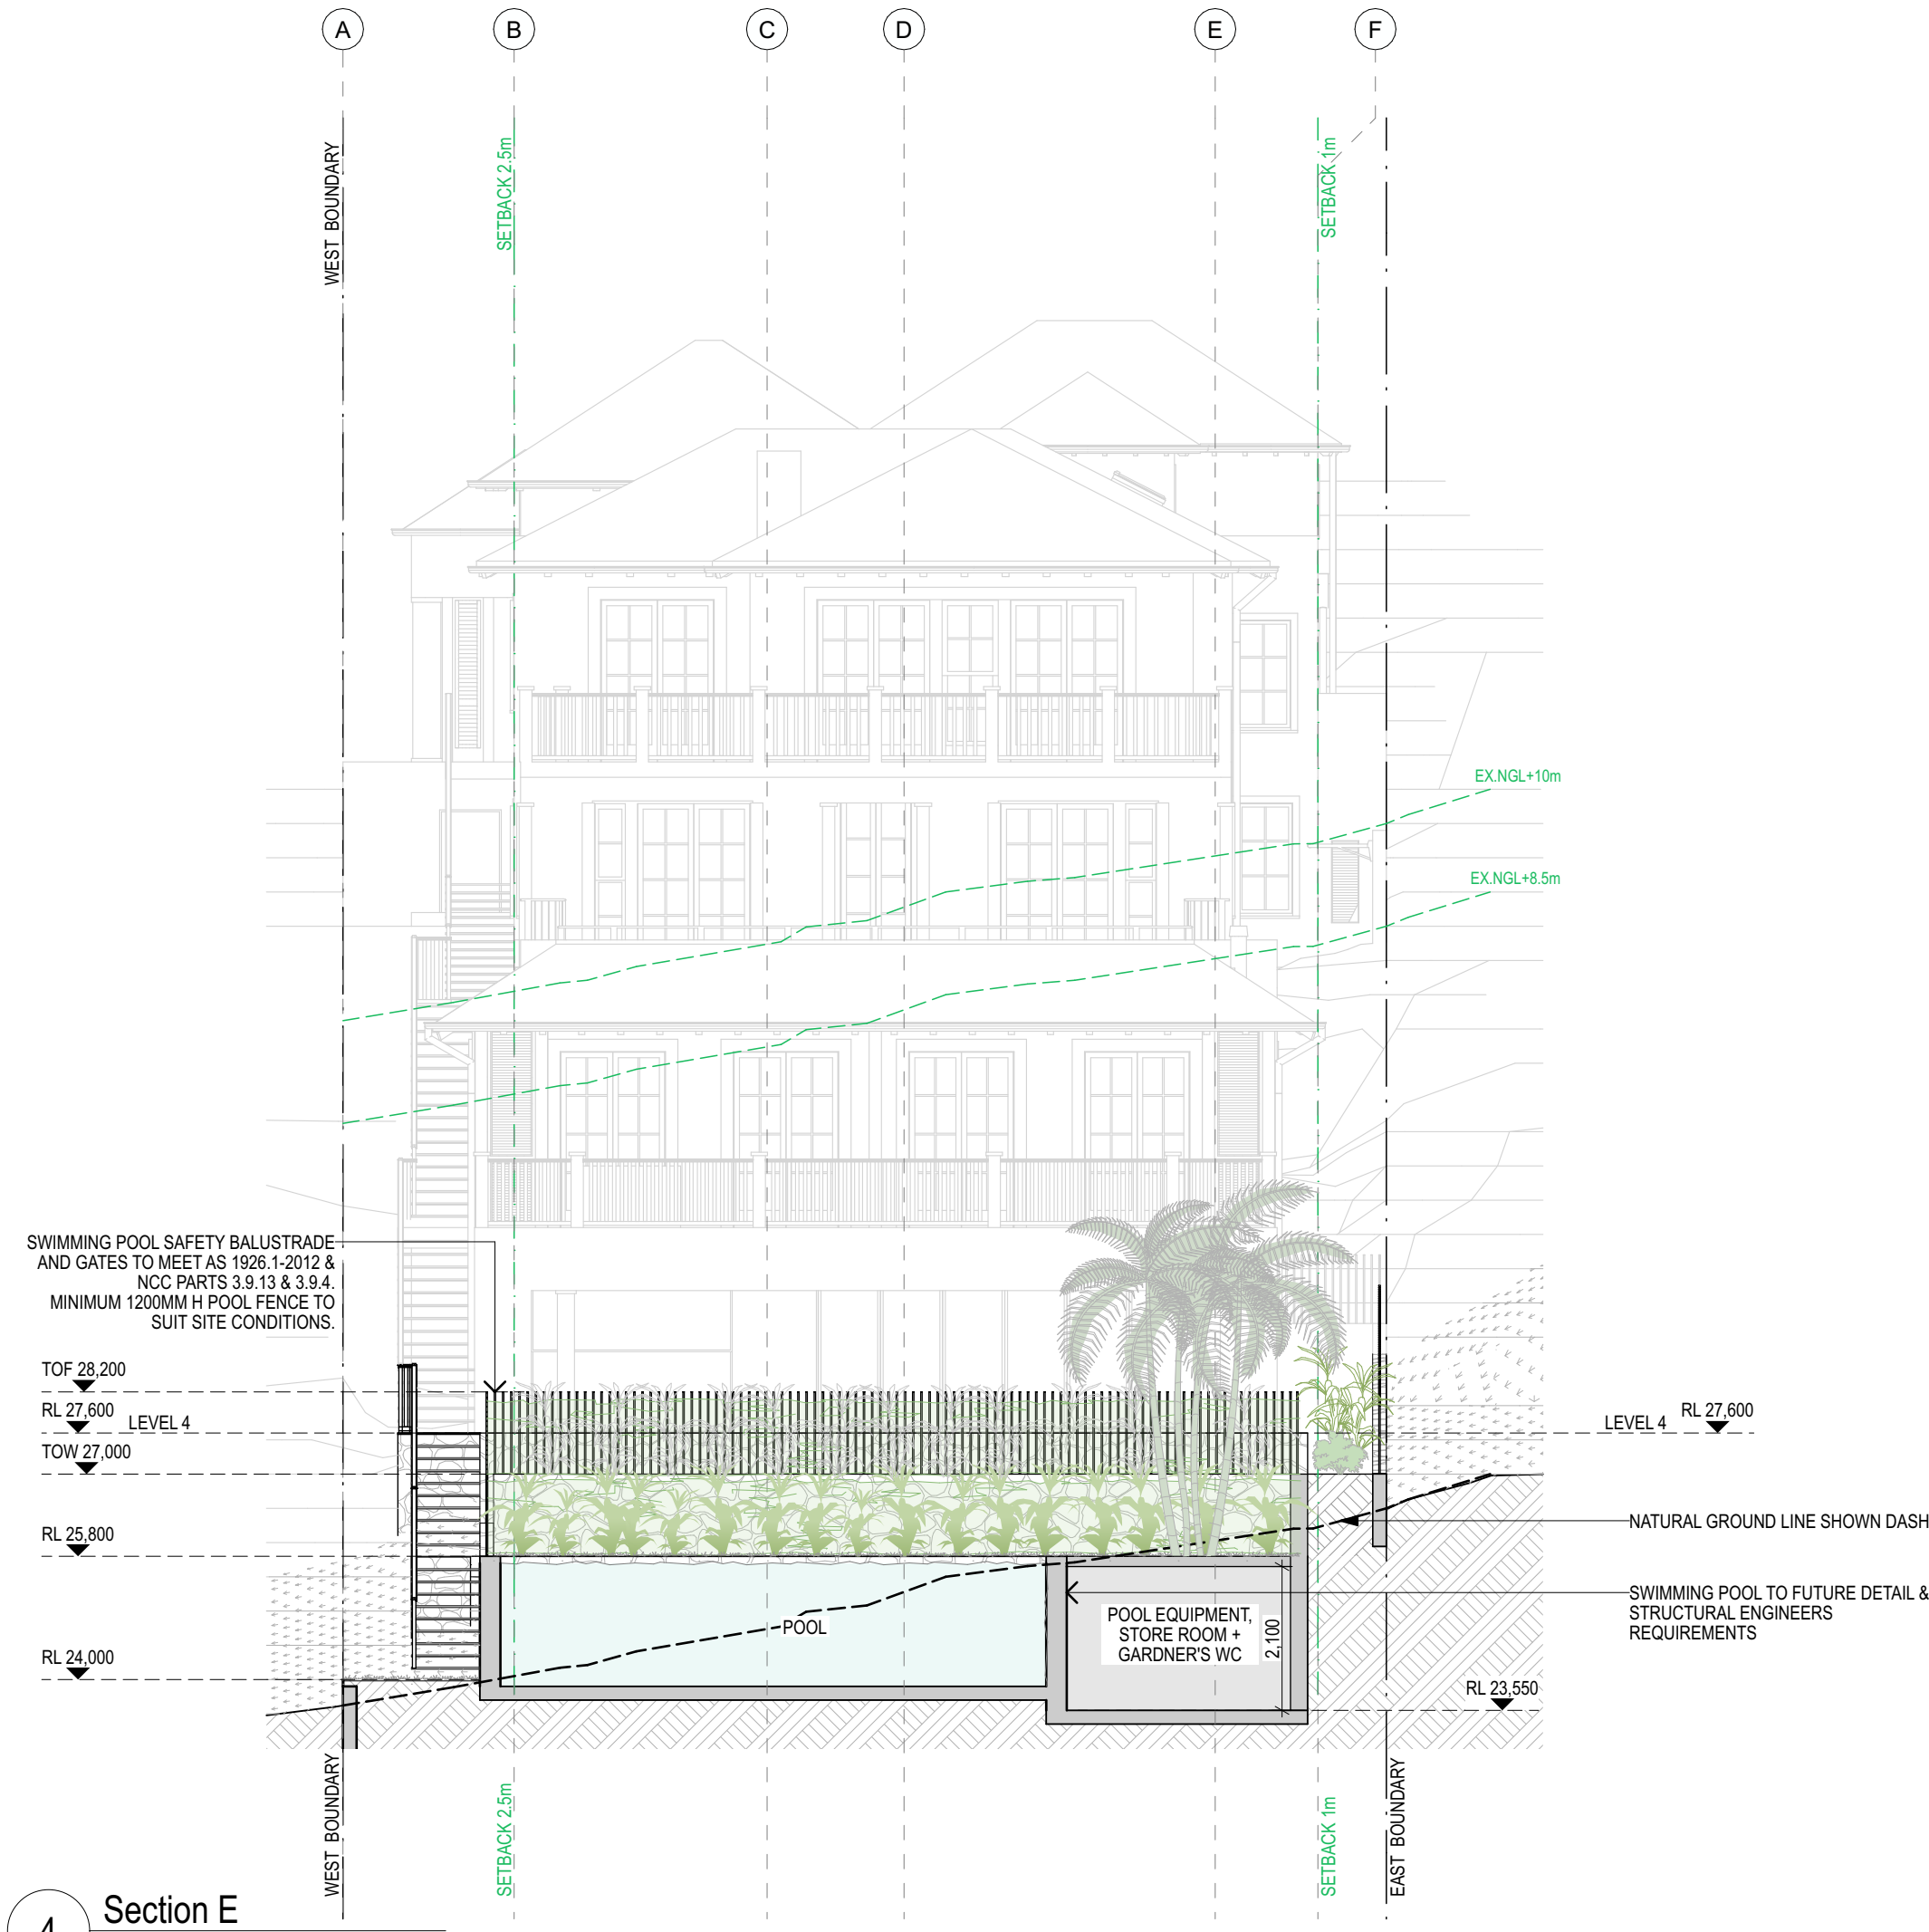 A
B
C
D
E
F
WEST BOUNDARY
SETBACK 2.5m
SETBACK 1m
EX.NGL+10m
EX.NGL+8.5m
SWIMMING POOL SAFETY BALUSTRADE
AND GATES TO MEET AS 1926.1-2012 &
NCC PARTS 3.9.13 & 3.9.4.
MINIMUM 1200MM H POOL FENCE TO
SUIT SITE CONDITIONS.
TOF 28,200
RL 27,600
LEVEL 4
TOW 27,000
RL 25,800
RL 24,000
LEVEL 4
RL 27,600
NATURAL GROUND LINE SHOWN DASH
SWIMMING POOL TO FUTURE DETAIL &
STRUCTURAL ENGINEERS
REQUIREMENTS
POOL
POOL EQUIPMENT,
STORE ROOM +
GARDNER'S WC
2,100
RL 23,550
WEST BOUNDARY
SETBACK 2.5m
SETBACK 1m
EAST BOUNDARY
4
Section E